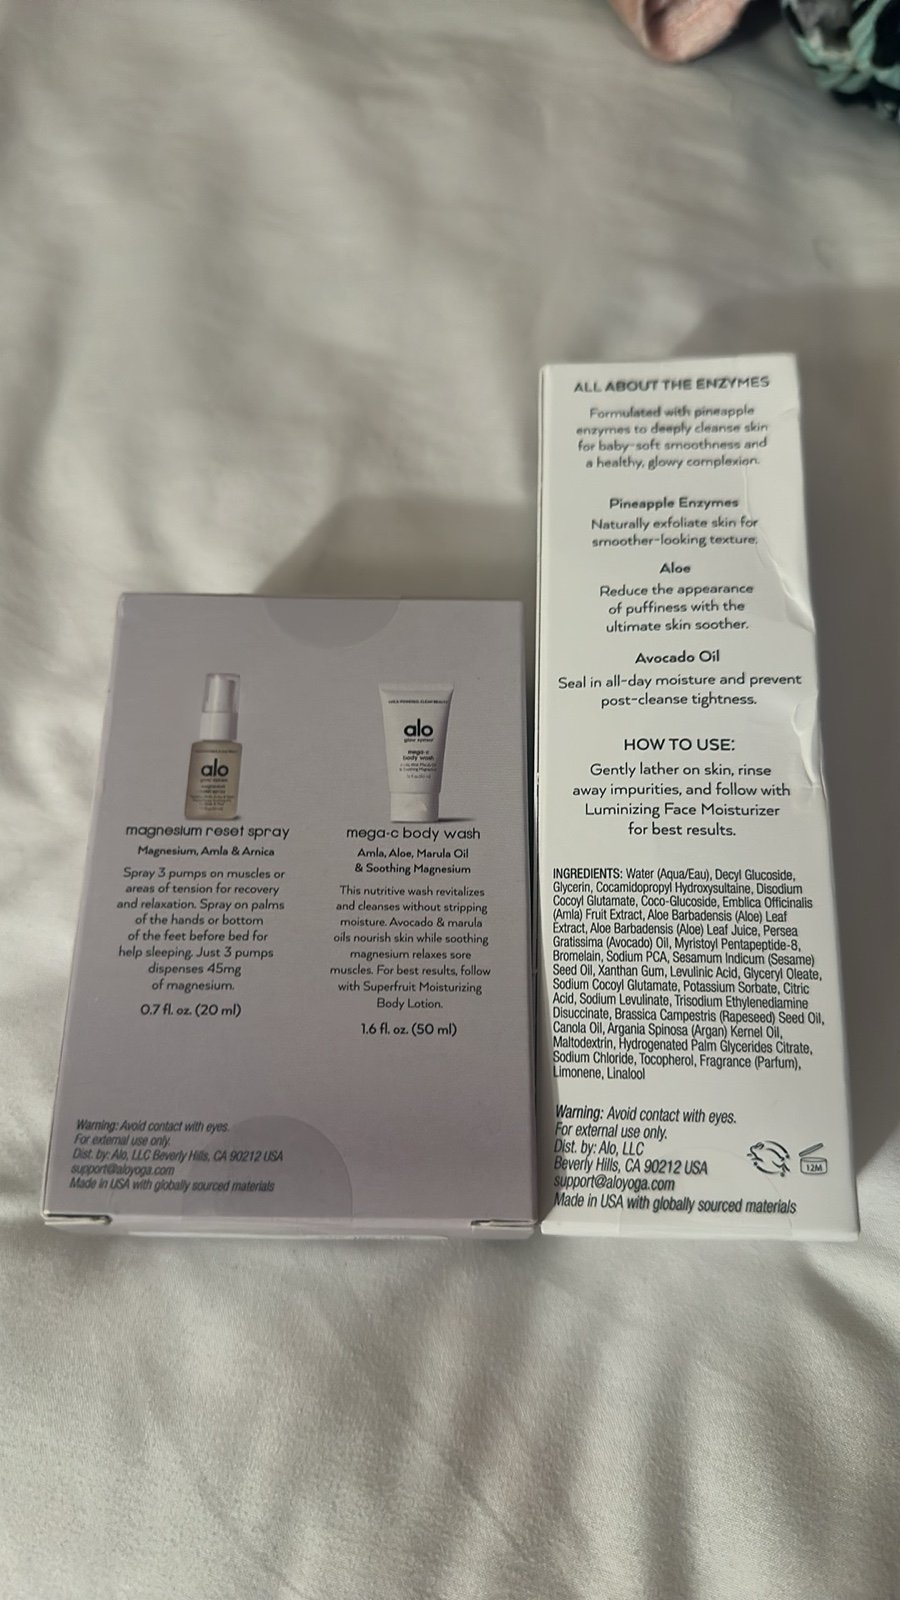 alo
magnesium reset spray
Magnesium, Amla & Arnica
Spray 3 pumps on muscles or
areas of tension for recovery
and relaxation. Spray on palms
of the hands or bottom
of the feet before bed for
help sleeping. Just 3 pumps
dispenses 45mg
of magnesium.
0.7 fl. oz. (20 ml)
alo
glow system
mega-c
body wash
mega-c body wash
Amla, Aloe, Marula Oil
& Soothing Magnesium
This nutritive wash revitalizes
and cleanses without stripping
moisture. Avocado & marula
oils nourish skin while soothing
magnesium relaxes sore
muscles. For best results, follow
with Superfruit Moisturizing
Body Lotion.
1.6 fl. oz. (50 ml)
Warning: Avoid contact with eyes.
For external use only.
Dist. by: Alo, LLC Beverly Hills, CA 90212 USA
support@aloyoga.com
Made in USA with globally sourced materials
ALL ABOUT THE ENZYMES
Formulated with pineapple
enzymes to deeply cleanse skin
for baby-soft smoothness and
a healthy, glowy complexion.
Pineapple Enzymes
Naturally exfoliate skin for
smoother-looking texture.
Aloe
Reduce the appearance
of puffiness with the
ultimate skin soother.
Avocado Oil
Seal in all-day moisture and prevent
post-cleanse tightness.
HOW TO USE:
Gently lather on skin, rinse
away impurities, and follow with
Luminizing Face Moisturizer
for best results.
INGREDIENTS: Water (Aqua/Eau), Decyl Glucoside,
Glycerin, Cocamidopropyl Hydroxysultaine, Disodium
Cocoyl Glutamate, Coco-Glucoside, Emblica Officinalis
(Amla) Fruit Extract, Aloe Barbadensis (Aloe) Leaf
Extract, Aloe Barbadensis (Aloe) Leaf Juice, Persea
Gratissima (Avocado) Oil, Myristoyl Pentapeptide-8,
Bromelain, Sodium PCA, Sesamum Indicum (Sesame)
Seed Oil, Xanthan Gum, Levulinic Acid, Glyceryl Oleate,
Sodium Cocoyl Glutamate, Potassium Sorbate, Citric
Acid, Sodium Levulinate, Trisodium Ethylenediamine
Disuccinate, Brassica Campestris (Rapeseed) Seed Oil,
Canola Oil, Argania Spinosa (Argan) Kernel Oil,
Maltodextrin, Hydrogenated Palm Glycerides Citrate,
Sodium Chloride, Tocopherol, Fragrance (Parfum),
Limonene, Linalool
Warning: Avoid contact with eyes.
For external use only.
Dist. by: Alo, LLC
Beverly Hills, CA 90212 USA
support@aloyoga.com
Made in USA with globally sourced materials
12M